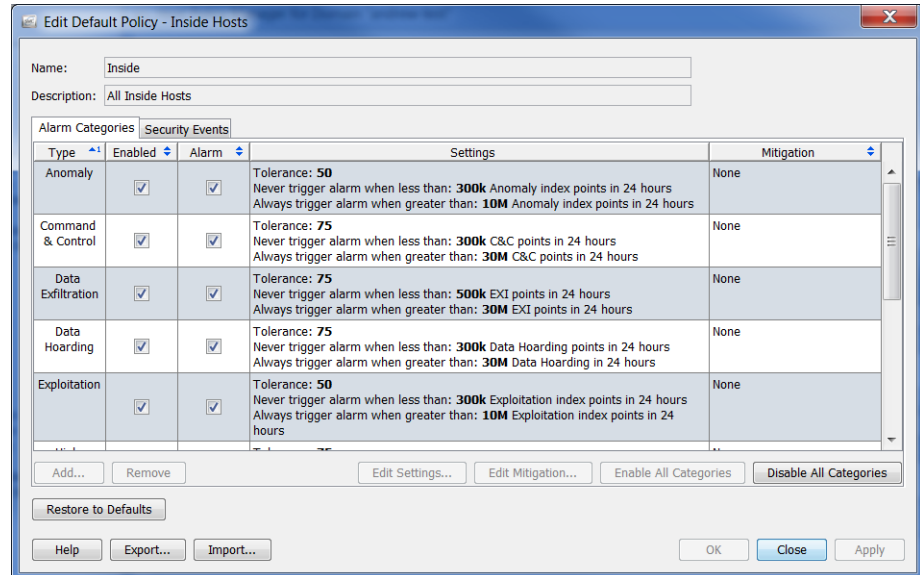 Edit Default Policy - Inside Hosts
X
Name: Inside
Description: All Inside Hosts
Alarm Categories Security Events
Type 1 Enabled Alarm Settings Mitigation
Anomaly
Tolerance: 50
Never trigger alarm when less than: 300k Anomaly index points in 24 hours
Always trigger alarm when greater than: 10M Anomaly index points in 24 hours
None
Command
& Control
Tolerance: 75
Never trigger alarm when less than: 300k C&C points in 24 hours
Always trigger alarm when greater than: 30M C&C points in 24 hours
None
Data
Exfiltration
Tolerance: 75
Never trigger alarm when less than: 500k EXI points in 24 hours
Always trigger alarm when greater than: 30M EXI points in 24 hours
None
Data
Hoarding
Tolerance: 75
Never trigger alarm when less than: 300k Data Hoarding points in 24 hours
Always trigger alarm when greater than: 30M Data Hoarding in 24 hours
None
Exploitation
Tolerance: 50
Never trigger alarm when less than: 300k Exploitation index points in 24 hours
Always trigger alarm when greater than: 10M Exploitation index points in 24
hours
None
Add... Remove Edit Settings... Edit Mitigation... Enable All Categories Disable All Categories
Restore to Defaults
Help Export... Import... OK Close Apply